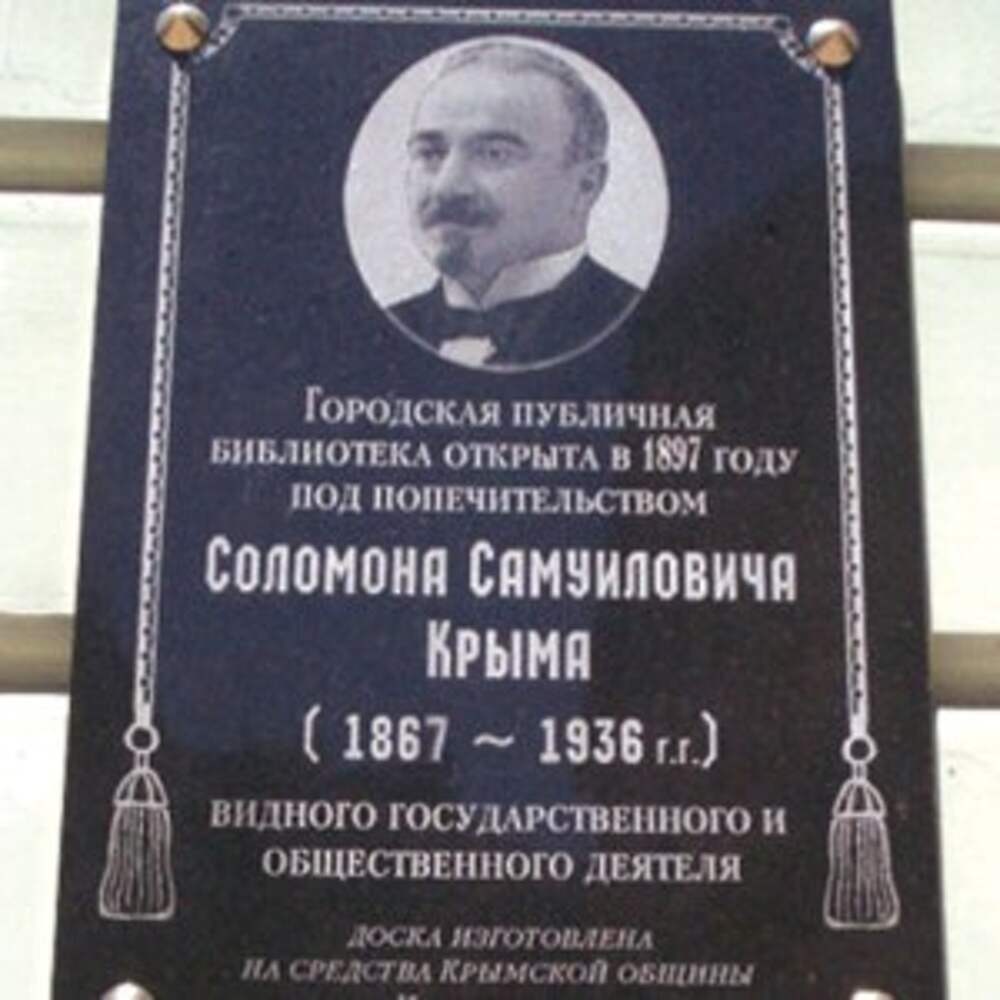 Городская публичная
библиотека открыта в 1897 году
под попечительством
Соломона Самуиловича
Крыма
( 1867 ~ 1936 г.г.)
видного государственного и
общественного деятеля
доска изготовлена
на средства Крымской общины